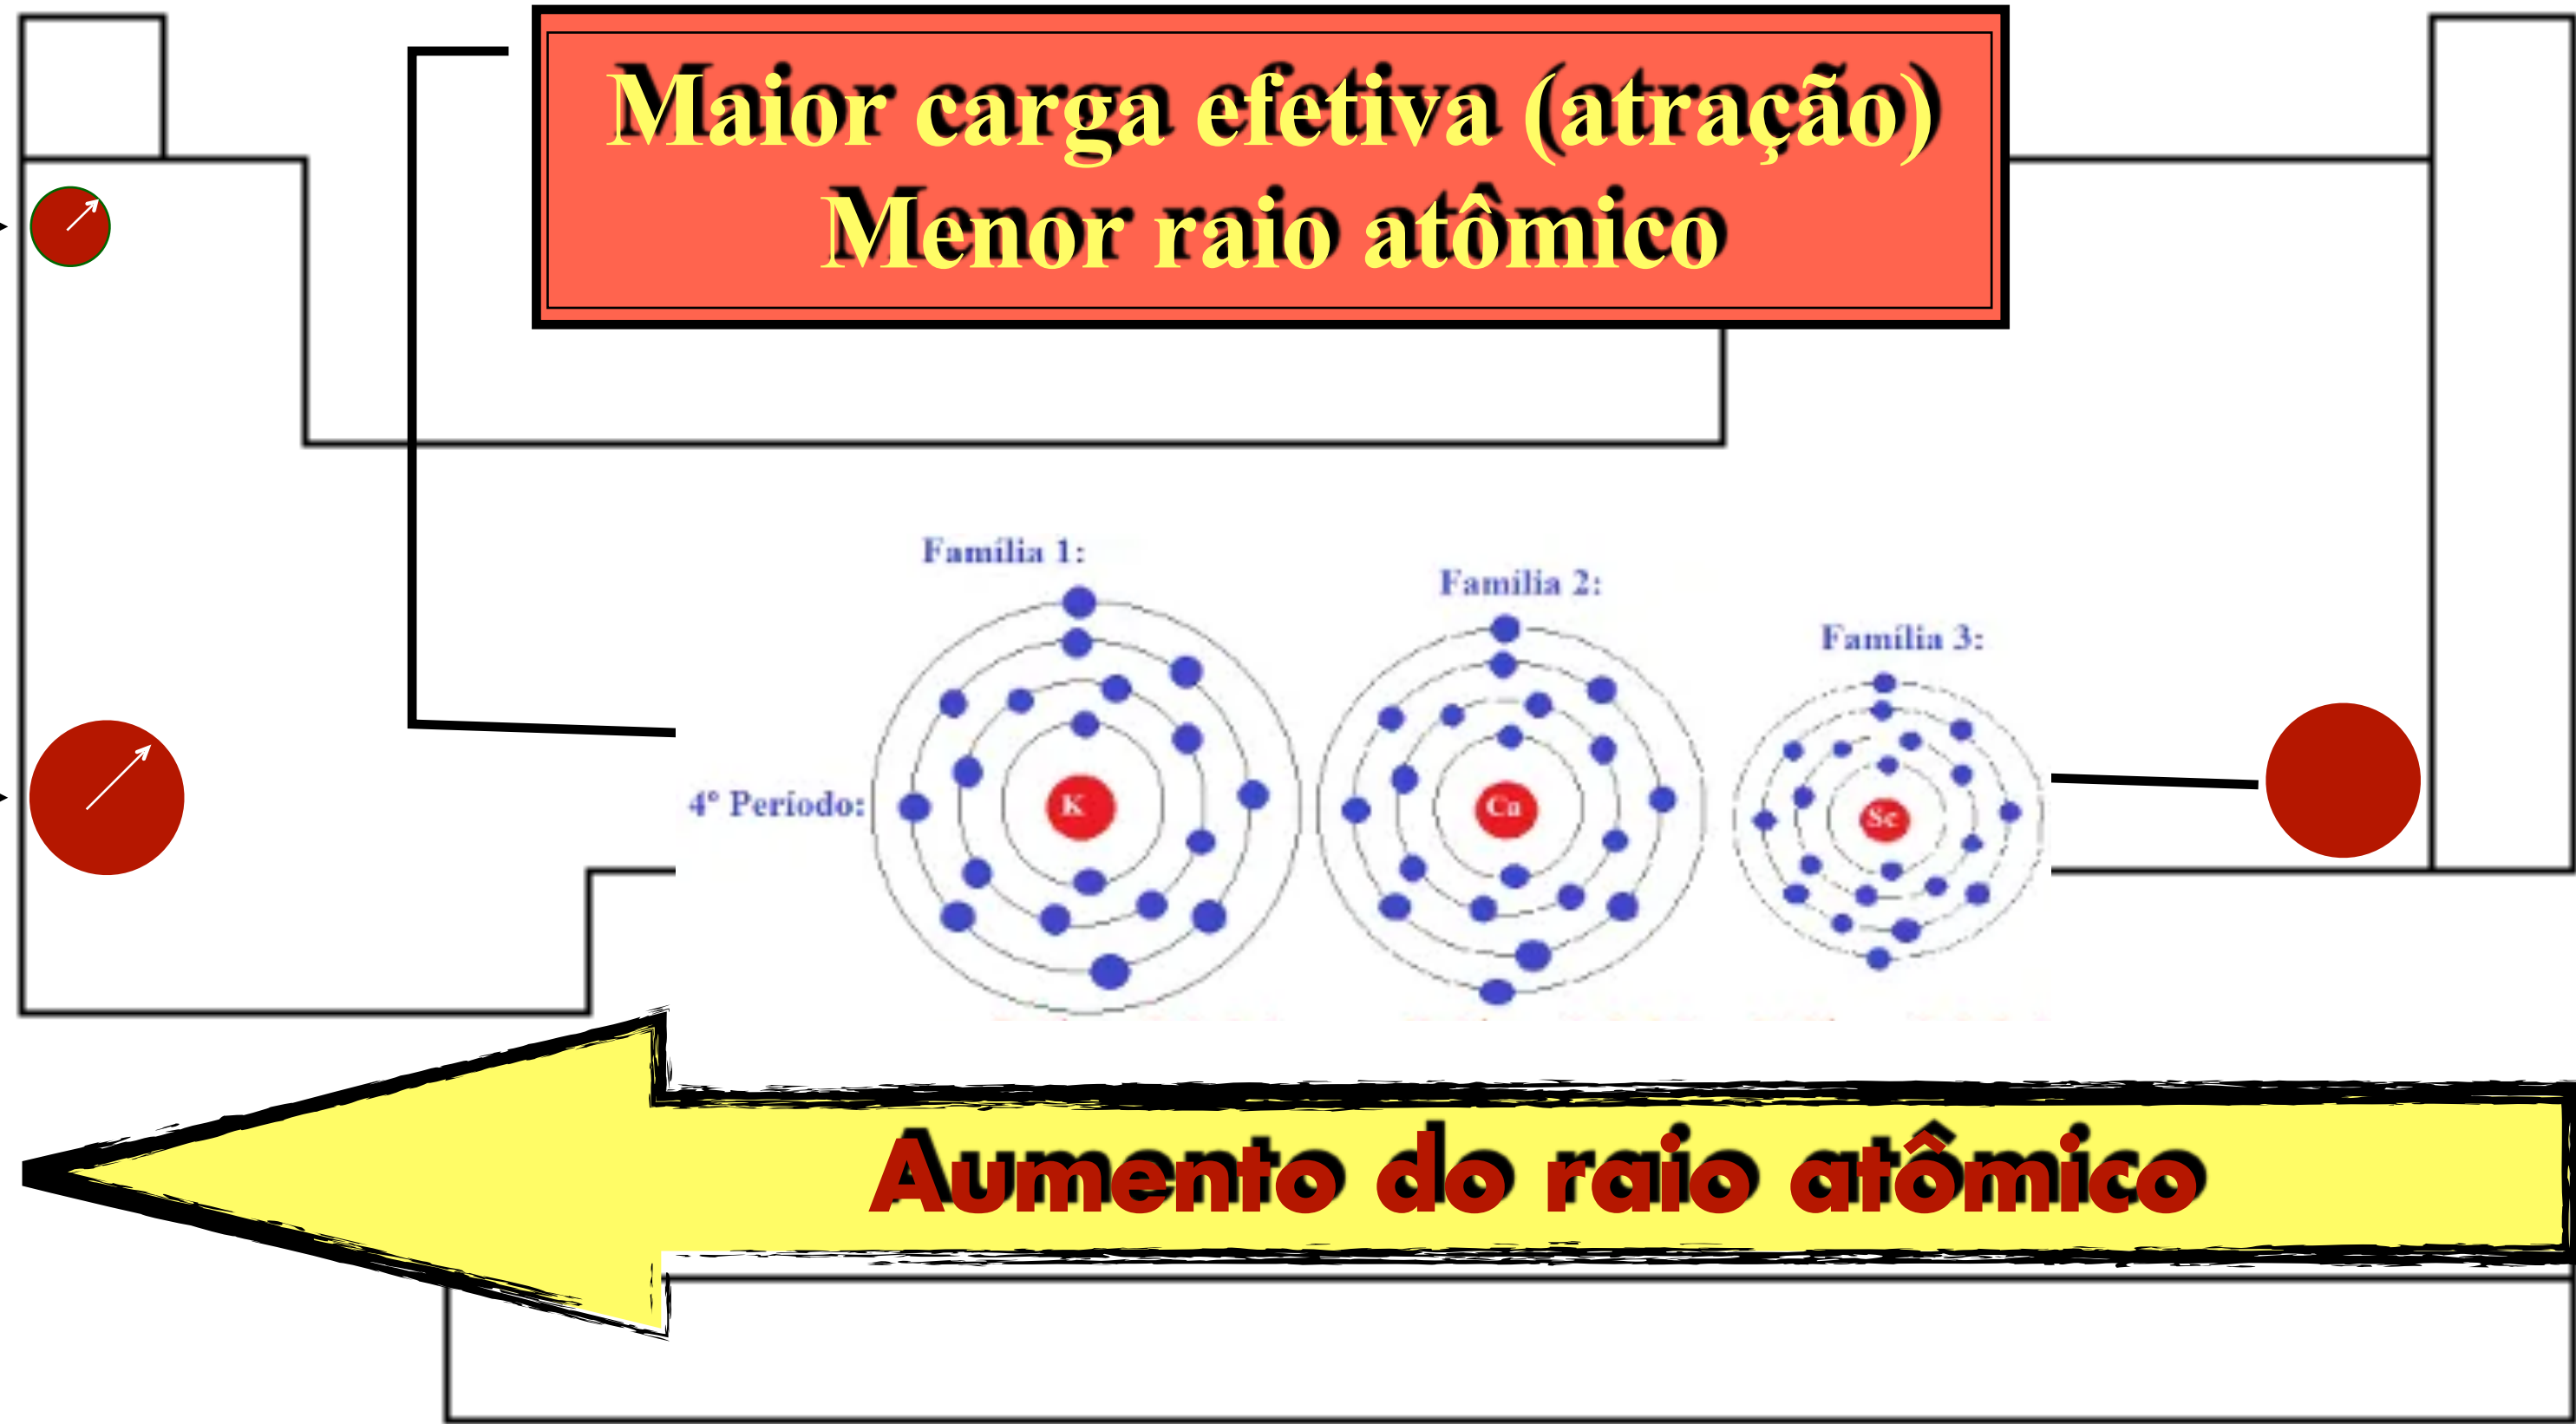 Maior carga efetiva (atração)
Menor raio atômico
Família 1:
Família 2:
Família 3:
4º Período:
K
Ca
Sc
Aumento do raio atômico